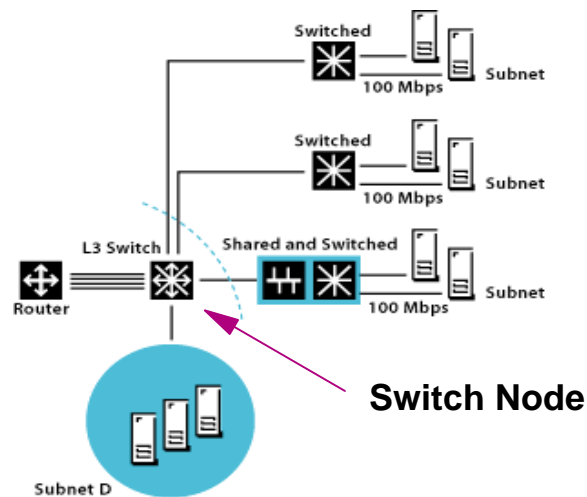 Switched
Subnet
100 Mbps
Switched
Subnet
100 Mbps
L3 Switch
Shared and Switched
Router
Subnet
100 Mbps
Switch Node
Subnet D